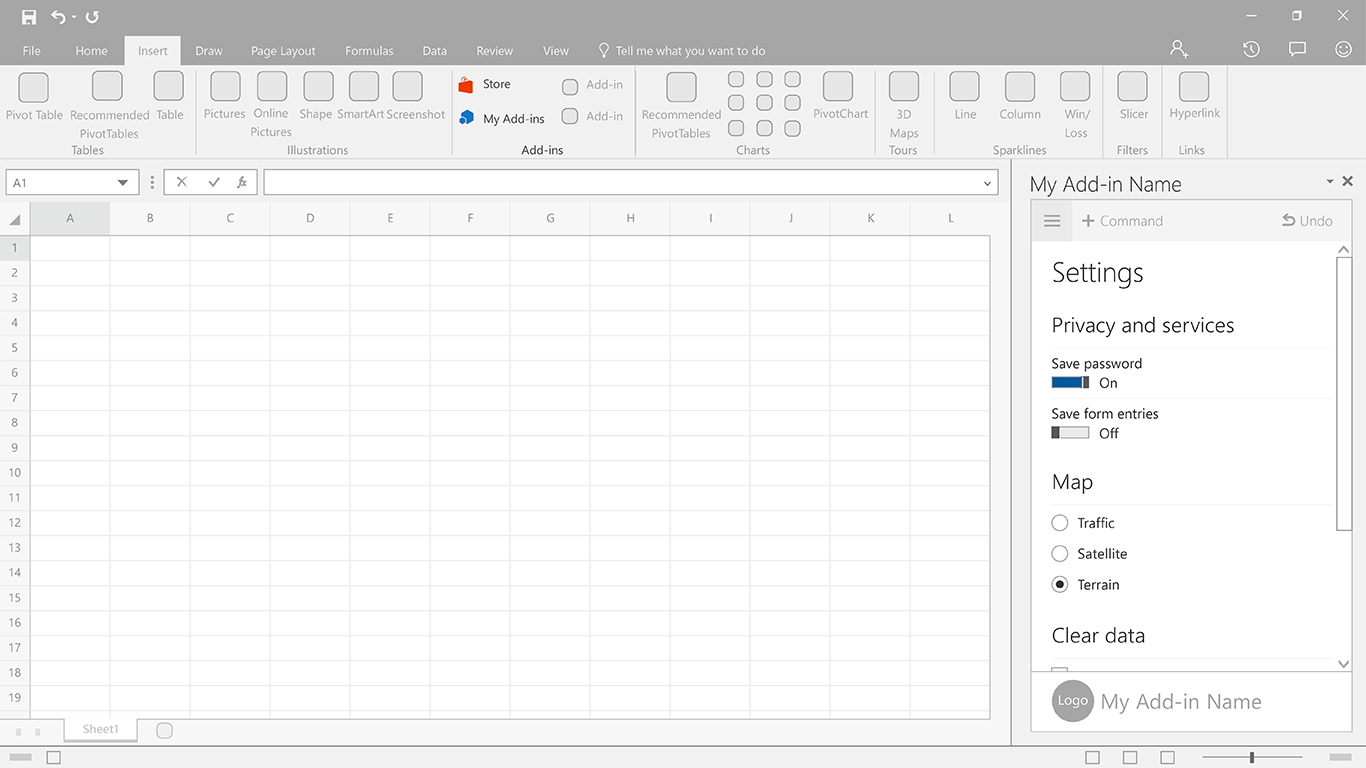 File Home Insert Draw Page Layout Formulas Data Review View Tell me what you want to do
Pivot Table Recommended PivotTables Table
Tables
Pictures Online Pictures Shape SmartArt Screenshot
Illustrations
Store Add-in
My Add-ins Add-in
Add-ins
Recommended PivotTables PivotChart
Charts
3D Maps
Tours
Line Column Win/Loss
Sparklines
Slicer
Filters
Hyperlink
Links
A1 fx
A B C D E F G H I J K L
1
2
3
4
5
6
7
8
9
10
11
12
13
14
15
16
17
18
19
Sheet1
My Add-in Name
Command Undo
Settings
Privacy and services
Save password
On
Save form entries
Off
Map
Traffic
Satellite
Terrain
Clear data
Logo My Add-in Name